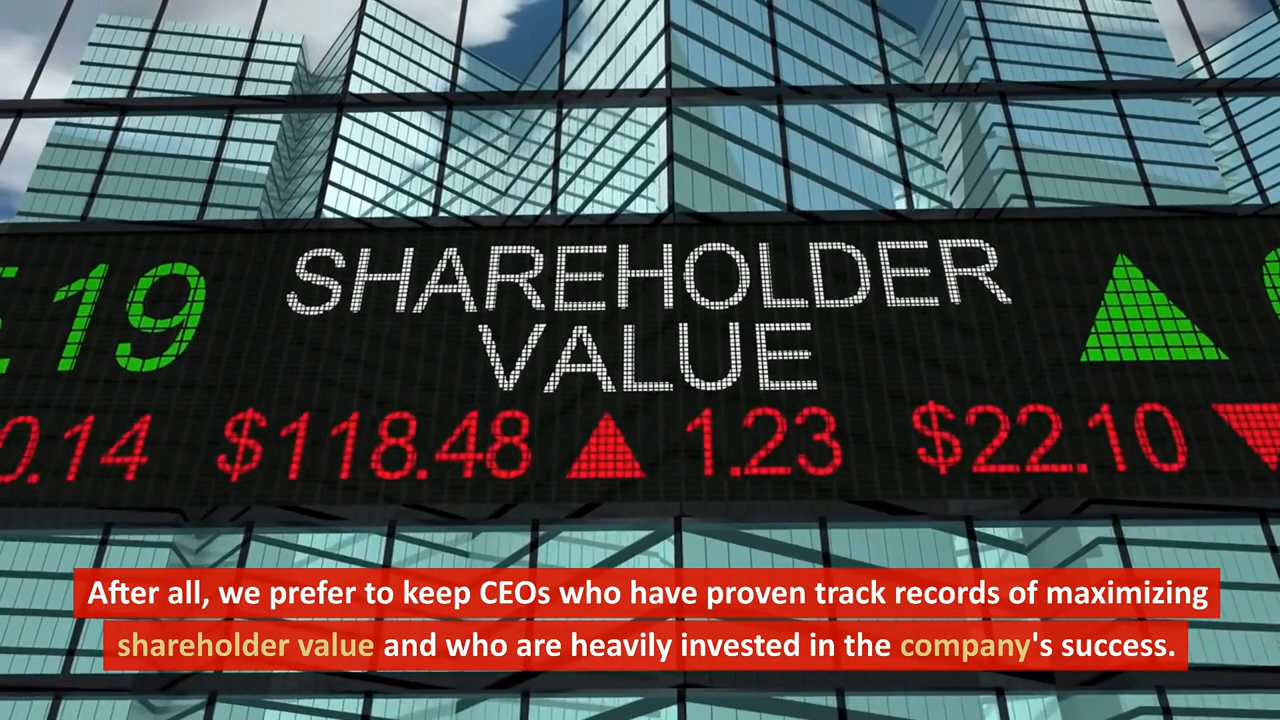 SHAREHOLDER
.19
VALUE
0.14 $118.48 ▲ 1.23 $22.10 ▼
After all, we prefer to keep CEOs who have proven track records of maximizing
shareholder value and who are heavily invested in the company's success.